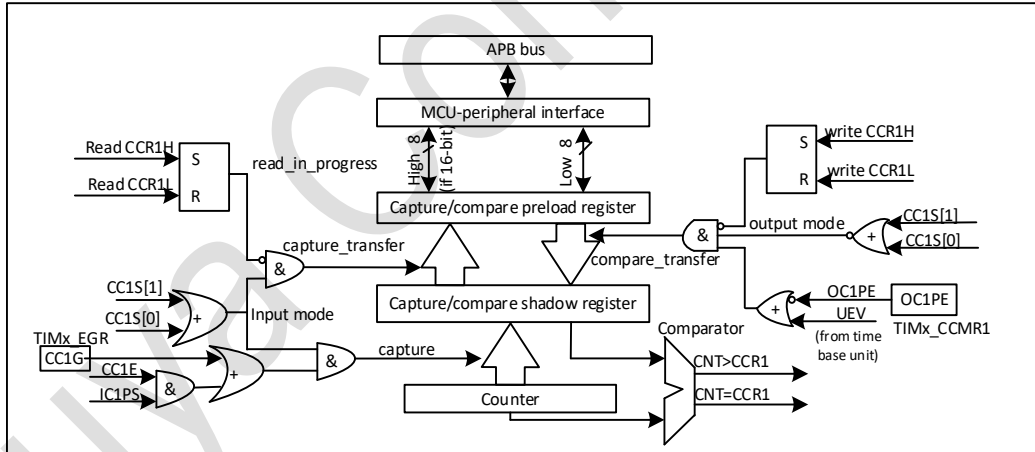 APB bus
MCU-peripheral interface
Read CCR1H
Read CCR1L
S
R
read_in_progress
High 8
(if 16-bit)
Low 8
S
R
write CCR1H
write CCR1L
Capture/compare preload register
capture_transfer
&
compare_transfer
&
output mode
+
CC1S[1]
CC1S[0]
CC1S[1]
CC1S[0]
+
Input mode
Capture/compare shadow register
+
OC1PE
OC1PE
UEV
TIMx_CCMR1
(from time
base unit)
TIMx_EGR
CC1G
CC1E
IC1PS
&
+
&
capture
Counter
Comparator
CNT>CCR1
CNT=CCR1